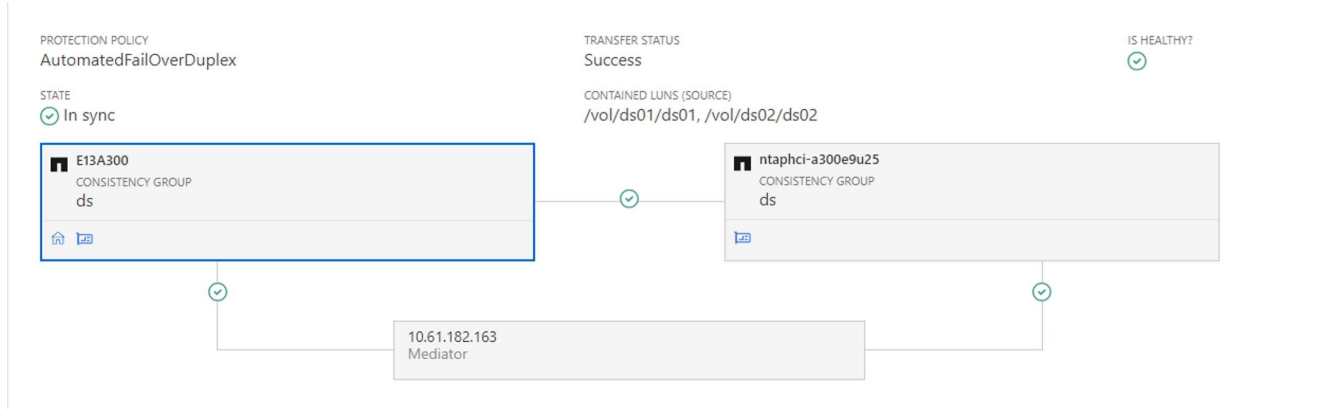 PROTECTION POLICY
AutomatedFailOverDuplex
TRANSFER STATUS
Success
IS HEALTHY?
STATE
In sync
CONTAINED LUNS (SOURCE)
/vol/ds01/ds01, /vol/ds02/ds02
E13A300
CONSISTENCY GROUP
ds
ntaphci-a300e9u25
CONSISTENCY GROUP
ds
10.61.182.163
Mediator